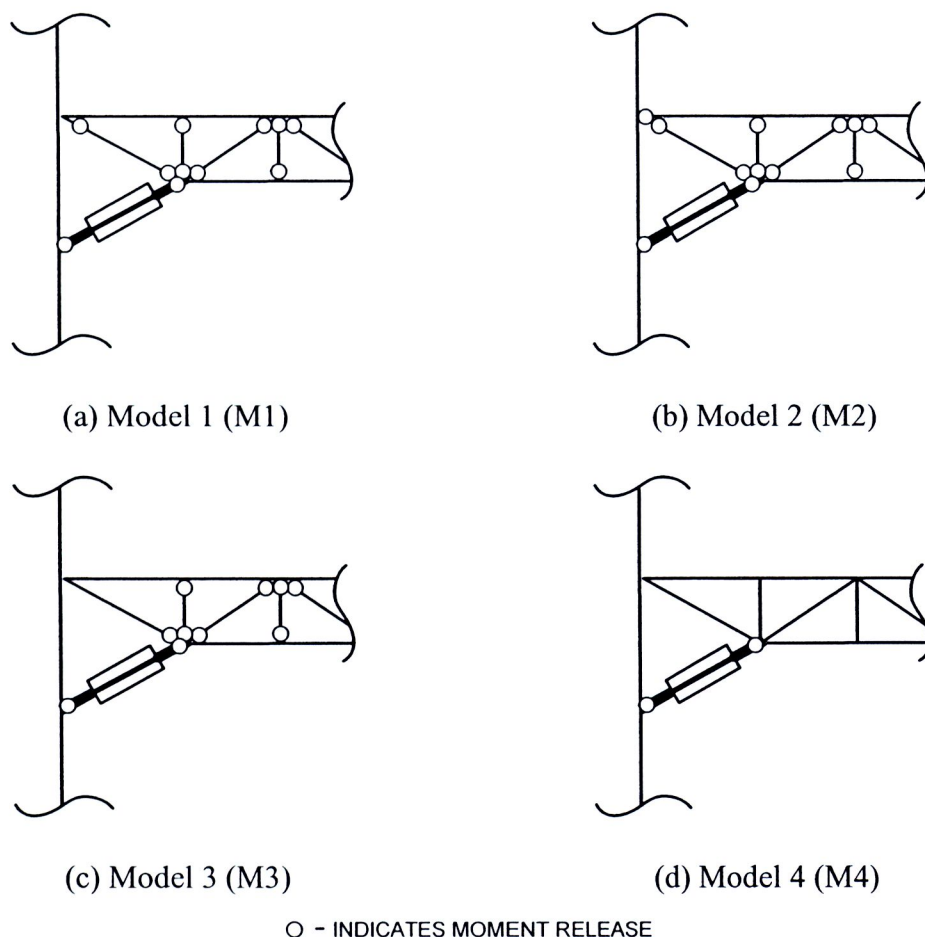 (a) Model 1 (M1)
(b) Model 2 (M2)
(c) Model 3 (M3)
(d) Model 4 (M4)
O - INDICATES MOMENT RELEASE